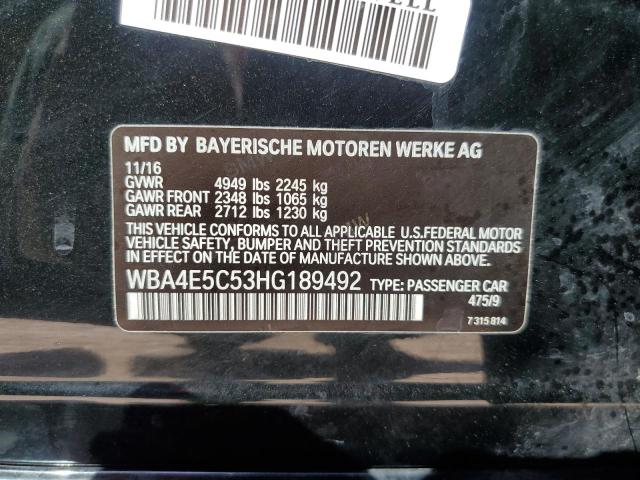 MFD BY BAYERISCHE MOTOREN WERKE AG
11/16
GVWR 4949 lbs 2245 kg
GAWR FRONT 2348 lbs 1065 kg
GAWR REAR 2712 lbs 1230 kg
THIS VEHICLE CONFORMS TO ALL APPLICABLE U.S.FEDERAL MOTOR
VEHICLE SAFETY, BUMPER AND THEFT PREVENTION STANDARDS
IN EFFECT ON THE DATE OF MANUFACTURE SHOWN ABOVE.
WBA4E5C53HG189492 TYPE: PASSENGER CAR
475/9
7 315 814